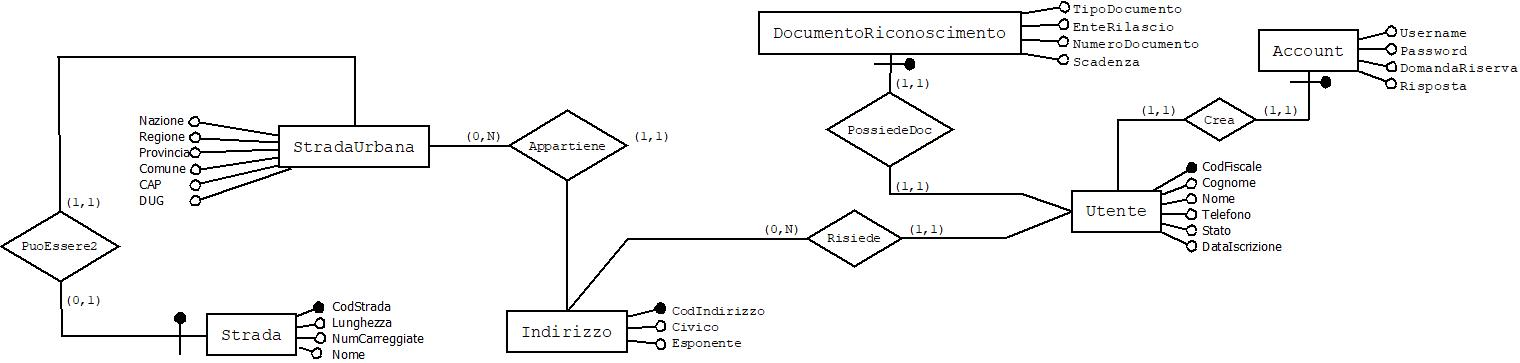 TipoDocumento
EnteRilascio
NumeroDocumento
Scadenza
DocumentoRiconoscimento
Username
Password
DomandaRiserva
Risposta
Account
(1,1)
(1,1)
(1,1)
Crea
Nazione
Regione
Provincia
Comune
CAP
DUG
StradaUrbana
(0,N)
Appartiene
(1,1)
PossiedeDoc
(1,1)
CodFiscale
Cognome
Nome
Telefono
Stato
DataIscrizione
Utente
(1,1)
PuoEssere2
(0,1)
(0,N)
Risiede
(1,1)
CodStrada
Lunghezza
NumCarreggiate
Nome
Strada
Indirizzo
CodIndirizzo
Civico
Esponente